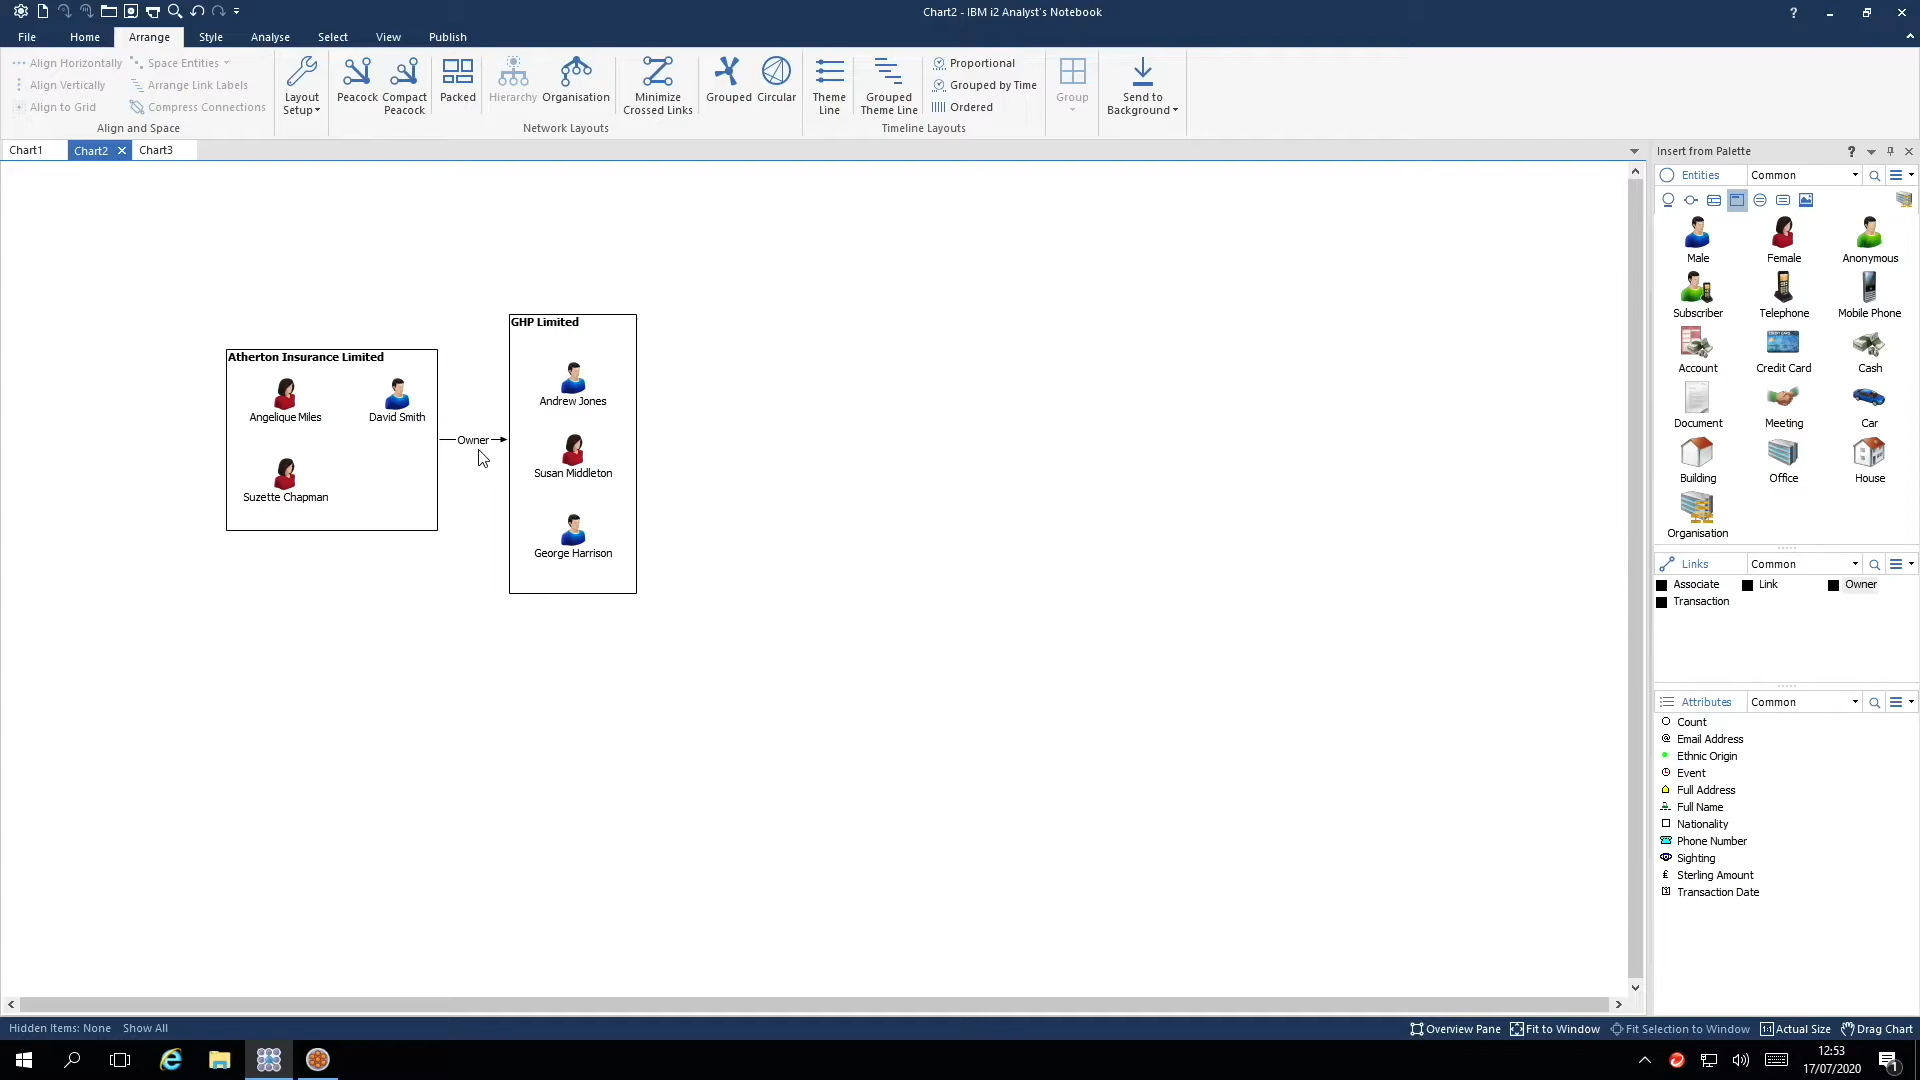 Chart2 - IBM i2 Analyst's Notebook
File Home Arrange Style Analyse Select View Publish
Align Horizontally Space Entities
Align Vertically Arrange Link Labels
Align to Grid Compress Connections
Align and Space
Layout Setup
Peacock
Compact Peacock
Packed
Hierarchy
Organisation
Minimize Crossed Links
Grouped
Circular
Network Layouts
Theme Line
Grouped Theme Line
Proportional
Grouped by Time
Ordered
Timeline Layouts
Group
Send to Background
Chart1 Chart2 Chart3
Atherton Insurance Limited
Angelique Miles
David Smith
Suzette Chapman
Owner
GHP Limited
Andrew Jones
Susan Middleton
George Harrison
Insert from Palette
Entities Common
Male Female Anonymous
Subscriber Telephone Mobile Phone
Account Credit Card Cash
Document Meeting Car
Building Office House
Organisation
Links Common
Associate Link Owner
Transaction
Attributes Common
Count
Email Address
Ethnic Origin
Event
Full Address
Full Name
Nationality
Phone Number
Sighting
Sterling Amount
Transaction Date
Hidden Items: None Show All
Overview Pane Fit to Window Fit Selection to Window Actual Size Drag Chart
12:53
17/07/2020
1